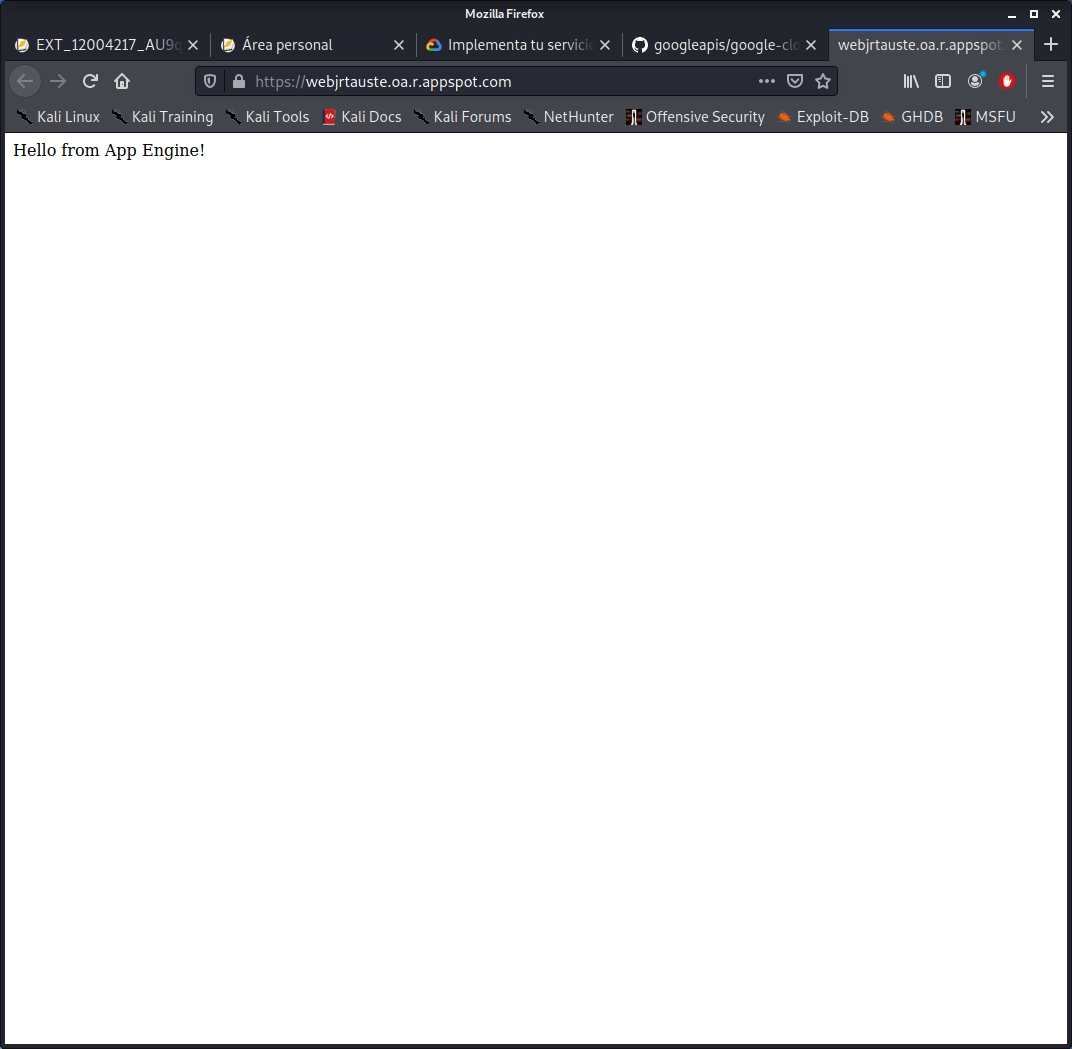 Mozilla Firefox
EXT_12004217_AU9 Área personal Implementa tu servici googleapis/google-clo webjrtauste.oa.r.appspot.
https://webjrtauste.oa.r.appspot.com
Kali Linux Kali Training Kali Tools Kali Docs Kali Forums NetHunter Offensive Security Exploit-DB GHDB MSFU
Hello from App Engine!